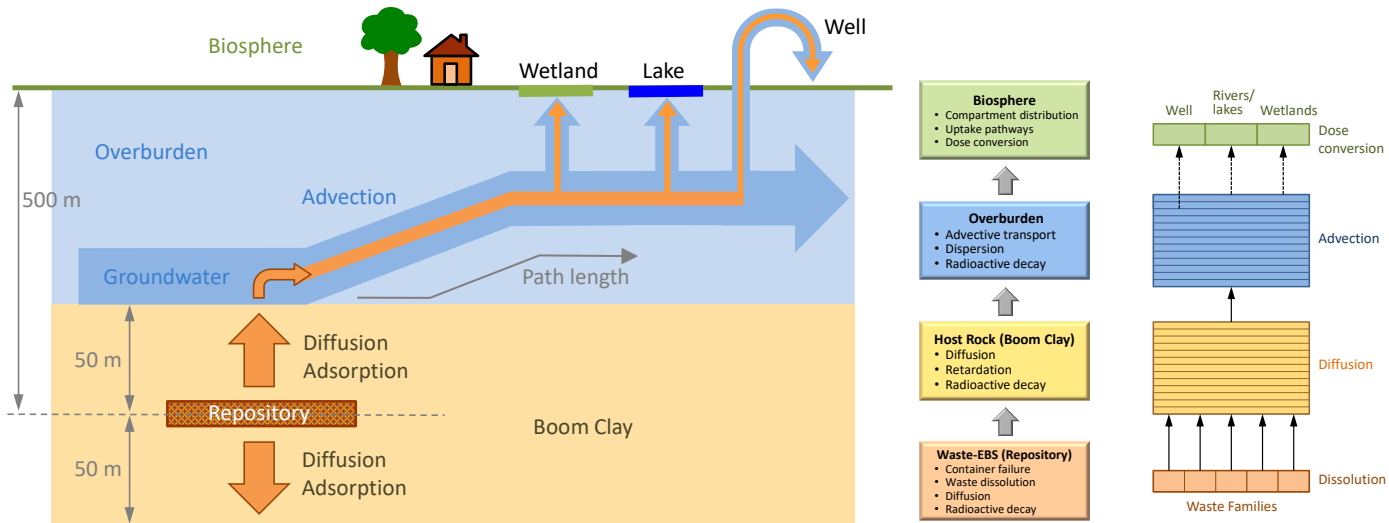 Biosphere
Well
Wetland
Lake
Overburden
Advection
500 m
Groundwater
Path length
50 m
Diffusion
Adsorption
Repository
Boom Clay
50 m
Diffusion
Adsorption
Biosphere
• Compartment distribution
• Uptake pathways
• Dose conversion
Overburden
• Advective transport
• Dispersion
• Radioactive decay
Host Rock (Boom Clay)
• Diffusion
• Retardation
• Radioactive decay
Waste-EBS (Repository)
• Container failure
• Waste dissolution
• Diffusion
• Radioactive decay
Well
Rivers/
lakes
Wetlands
Dose
conversion
Advection
Diffusion
Dissolution
Waste Families